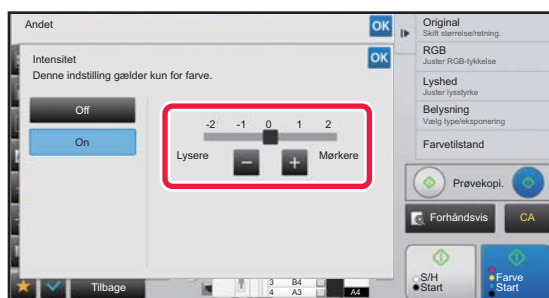 Andet
OK
Intensitet
OK
Denne indstilling gælder kun for farve.
Off
On
-2 -1 0 1 2
Lysere
Mørkere
Original
Skift størrelse/retning.
RGB
Juster RGB-tykkelse
Lyshed
Juster lysstyrke
Belysning
Vælg type/eksponering
Farvetilstand
Prøvekopi.
Forhåndsvis
CA
S/H
Start
Farve
Start
Tilbage
3 B4
4 A3
A4